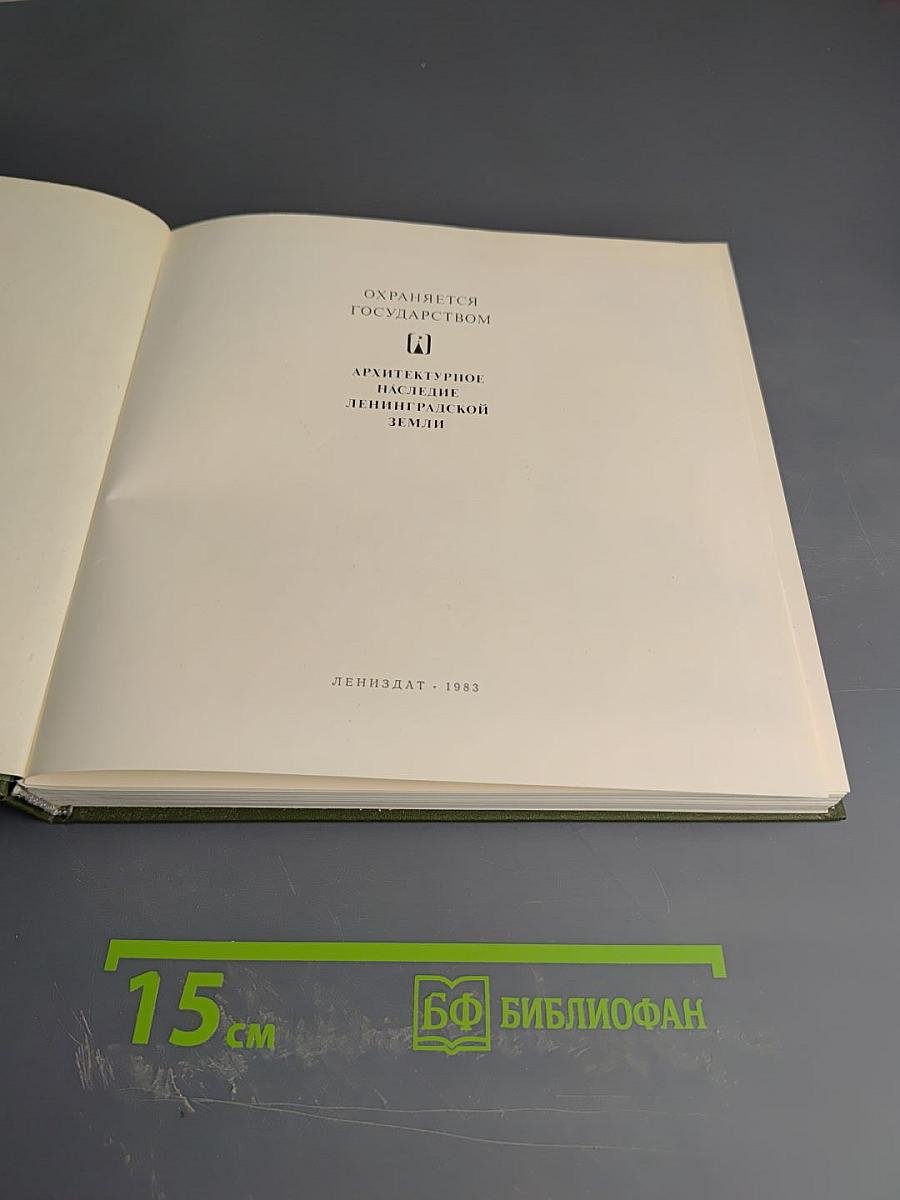 ОХРАНЯЕТСЯ
ГОСУДАРСТВОМ
АРХИТЕКТУРНОЕ
НАСЛЕДИЕ
ЛЕНИНГРАДСКОЙ
ЗЕМЛИ
ЛЕНИЗДАТ · 1983
15 см
БФ БИБЛИОФАН